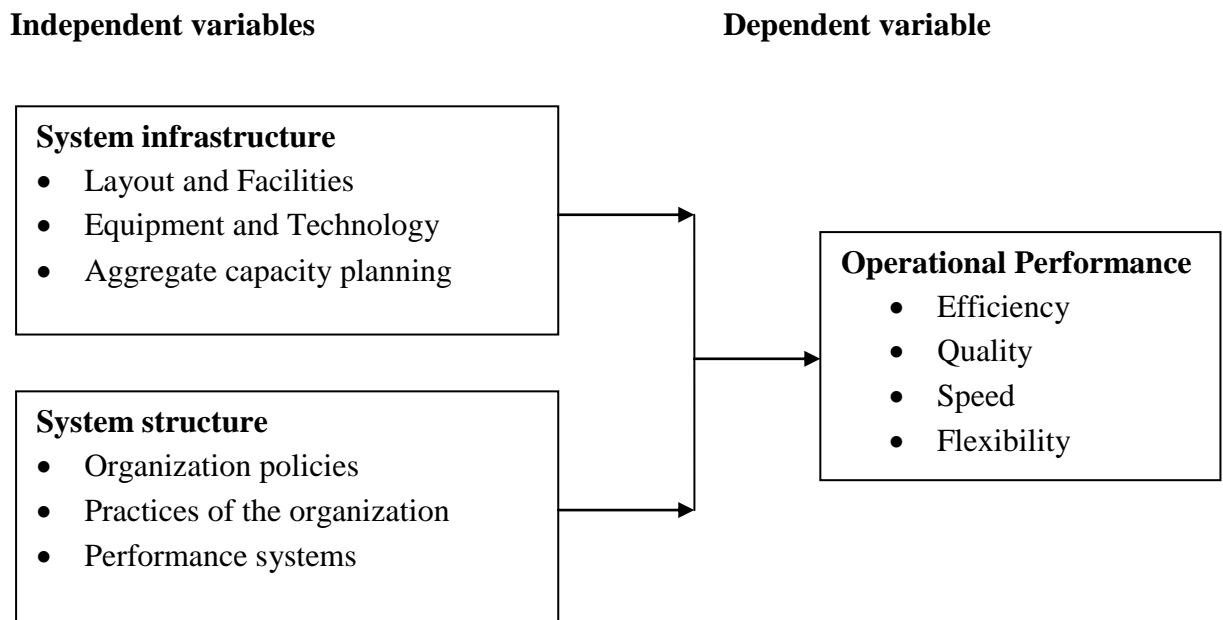 Independent variables
Dependent variable
System infrastructure
• Layout and Facilities
• Equipment and Technology
• Aggregate capacity planning
System structure
• Organization policies
• Practices of the organization
• Performance systems
Operational Performance
• Efficiency
• Quality
• Speed
• Flexibility